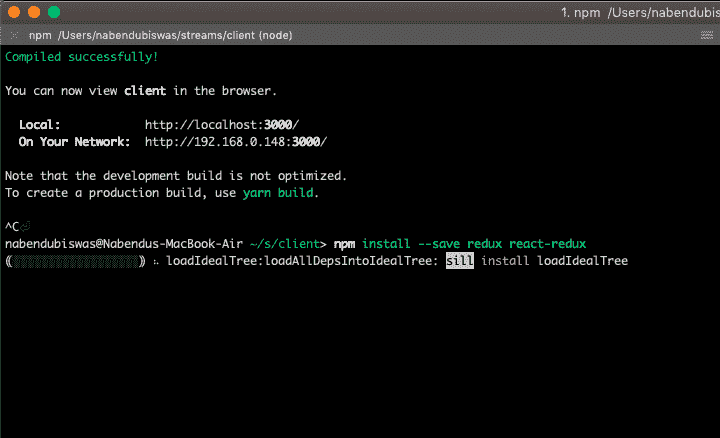 1. npm  /Users/nabendubis
npm  /Users/nabendubiswas/streams/client (node)
Compiled successfully!
You can now view client in the browser.
Local:            http://localhost:3000/
On Your Network:  http://192.168.0.148:3000/
Note that the development build is not optimized.
To create a production build, use yarn build.
^C⏎
nabendubiswas@Nabendus-MacBook-Air ~/s/client> npm install --save redux react-redux
(░░░░░░░░░░░░░░░░░░) ⠦ loadIdealTree:loadAllDepsIntoIdealTree: sill install loadIdealTree